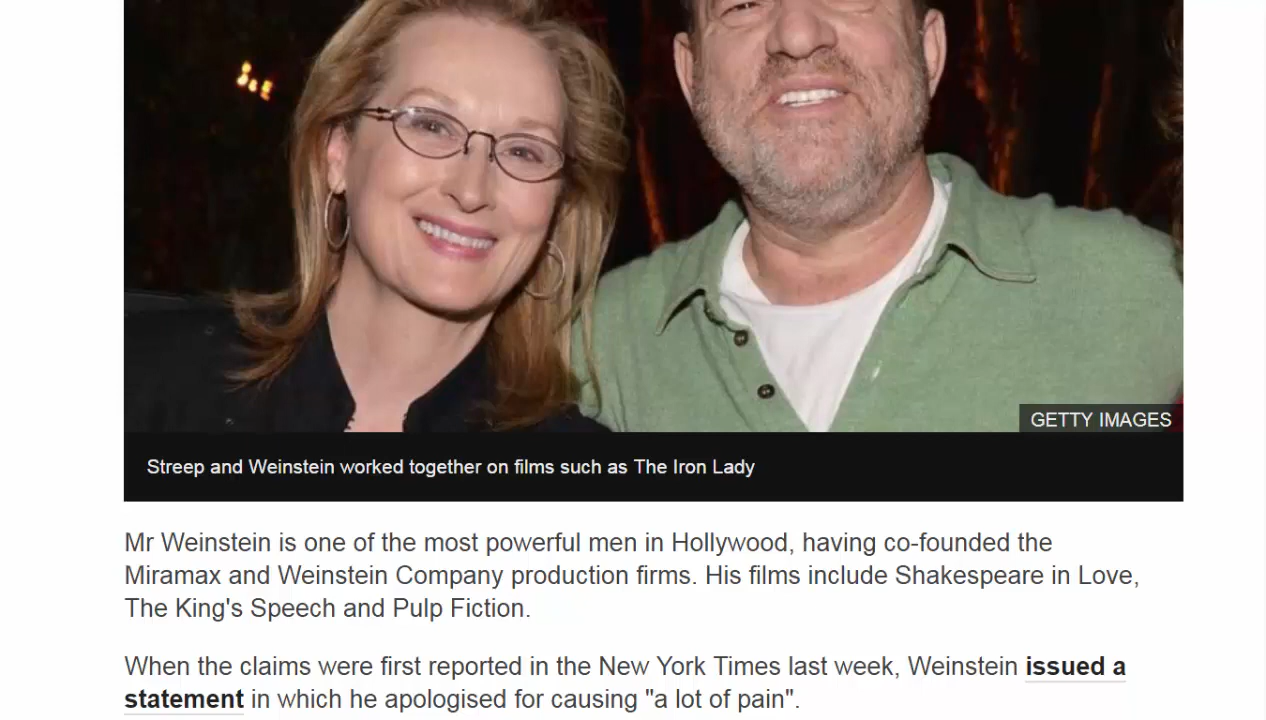 GETTY IMAGES
Streep and Weinstein worked together on films such as The Iron Lady
Mr Weinstein is one of the most powerful men in Hollywood, having co-founded the
Miramax and Weinstein Company production firms. His films include Shakespeare in Love,
The King's Speech and Pulp Fiction.
When the claims were first reported in the New York Times last week, Weinstein issued a
statement in which he apologised for causing "a lot of pain".